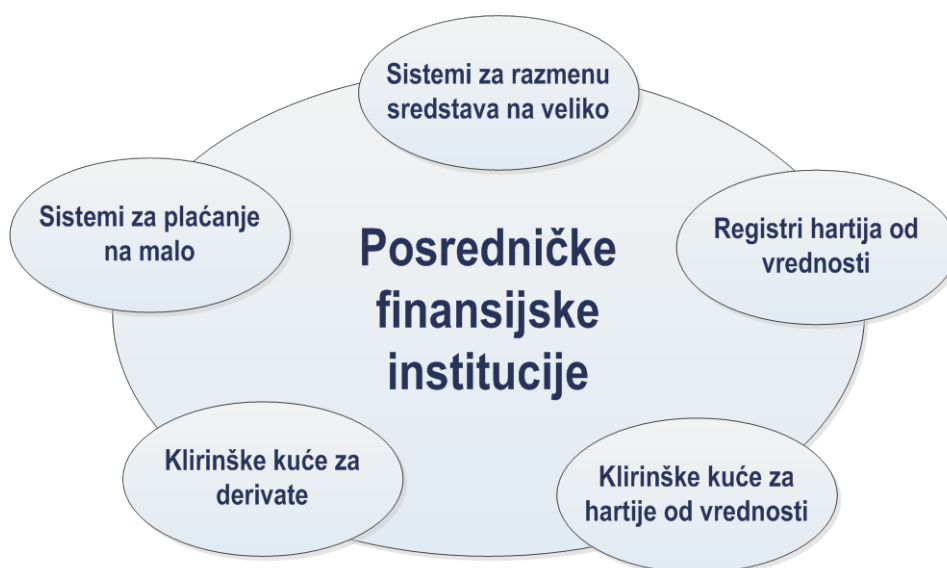 Sistemi za razmenu
sredstava na veliko
Sistemi za plaćanje
na malo
Registri hartija od
vrednosti
Posredničke
finansijske
institucije
Klirinške kuće za
derivate
Klirinške kuće za
hartije od vrednosti